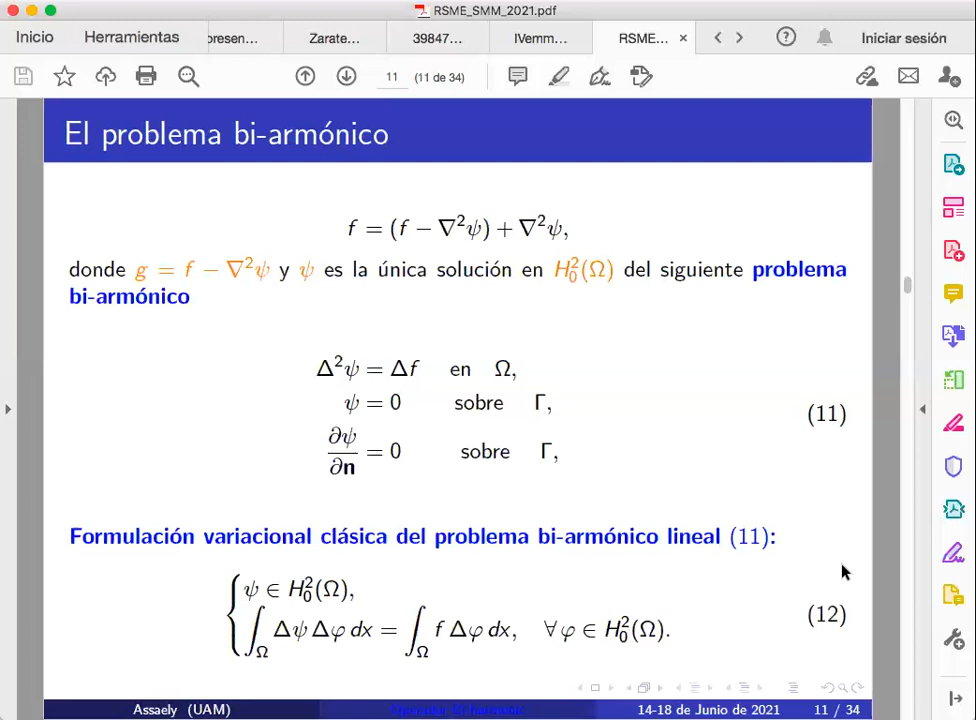 RSME_SMM_2021.pdf
Inicio Herramientas presen... Zarate... 39847... IVemm... RSME... × Iniciar sesión
11 (11 de 34)
El problema bi-armónico
f = (f − ∇²ψ) + ∇²ψ,
donde g = f − ∇²ψ y ψ es la única solución en H₀²(Ω) del siguiente problema
bi-armónico
Δ²ψ = Δf en Ω,
ψ = 0 sobre Γ,
(11)
∂ψ/∂n = 0 sobre Γ,
Formulación variacional clásica del problema bi-armónico lineal (11):
ψ ∈ H₀²(Ω),
∫_Ω Δψ Δφ dx = ∫_Ω f Δφ dx, ∀ φ ∈ H₀²(Ω).
(12)
Assaely (UAM) 14-18 de Junio de 2021 11 / 34